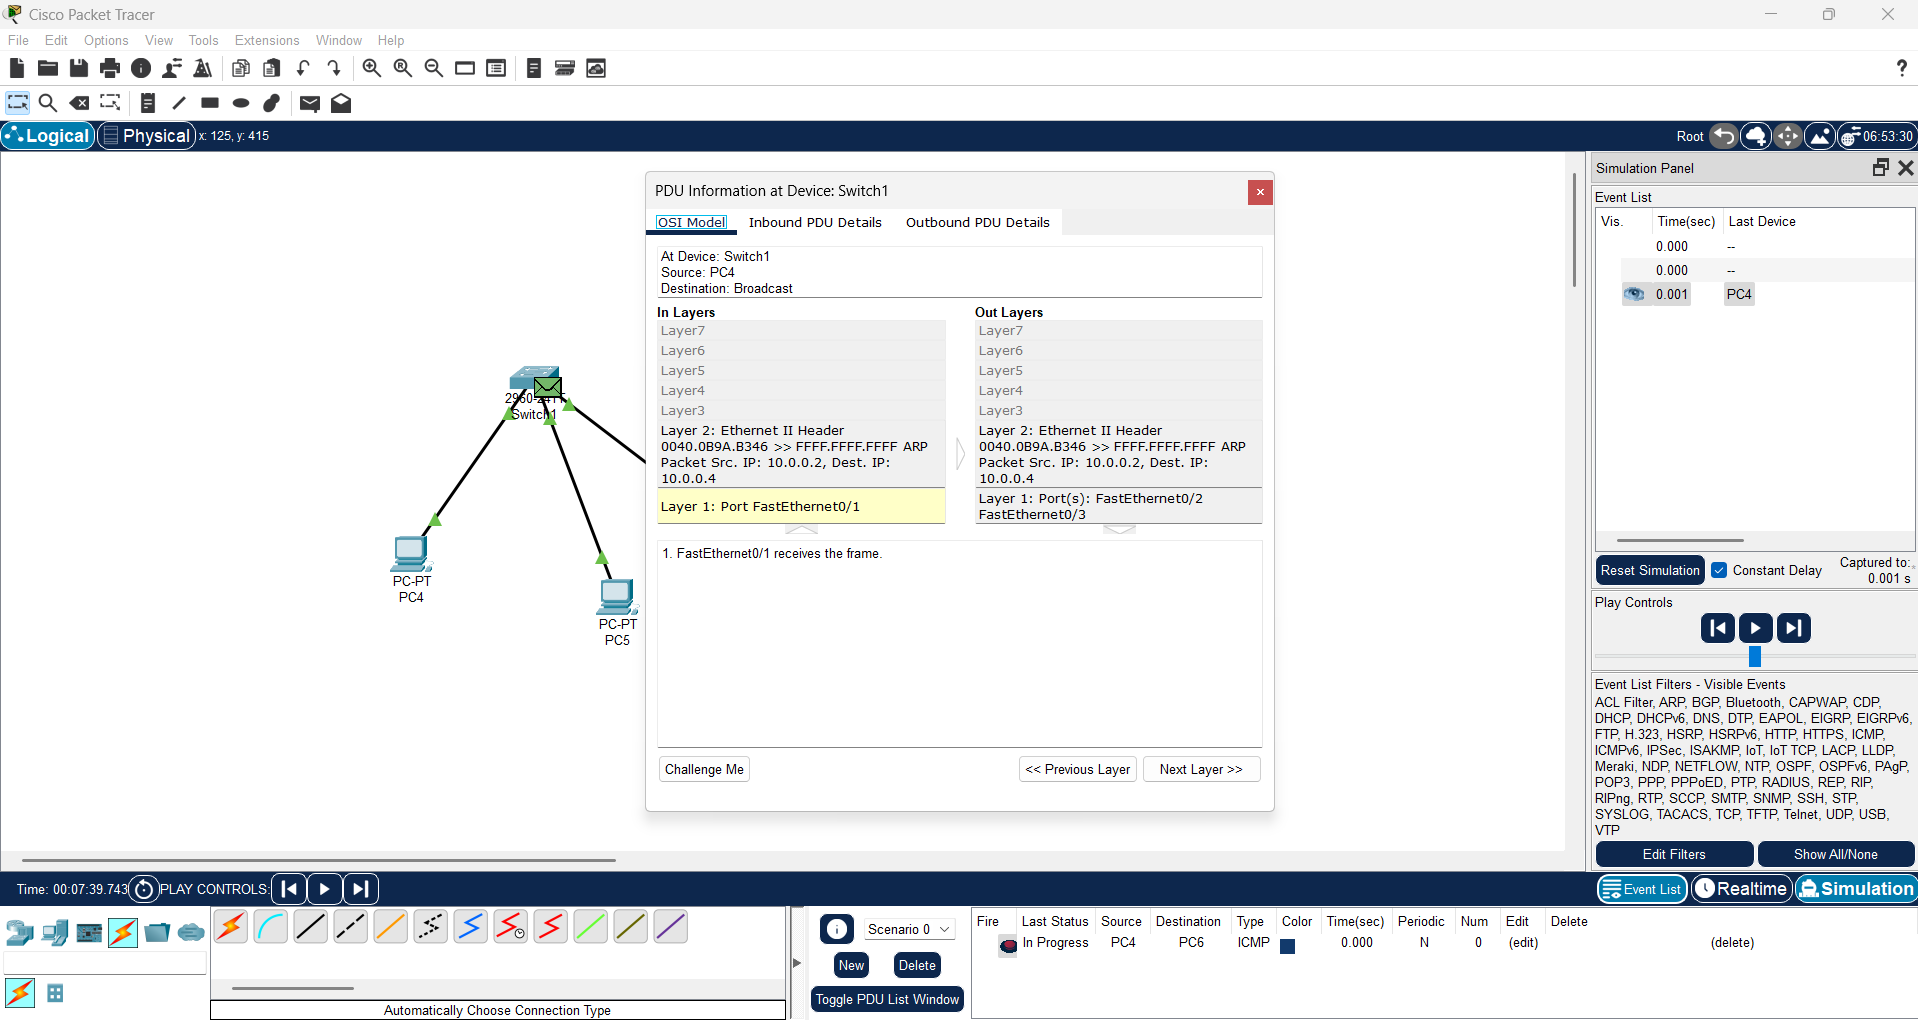 Cisco Packet Tracer
File Edit Options View Tools Extensions Window Help
?
Logical Physical x: 125, y: 415
Root 06:53:30
PC-PT
PC4
PC-PT
PC5
Switch1
PDU Information at Device: Switch1
OSI Model Inbound PDU Details Outbound PDU Details
At Device: Switch1
Source: PC4
Destination: Broadcast
In Layers
Layer7
Layer6
Layer5
Layer4
Layer3
Layer 2: Ethernet II Header
0040.0B9A.B346 >> FFFF.FFFF.FFFF ARP
Packet Src. IP: 10.0.0.2, Dest. IP:
10.0.0.4
Layer 1: Port FastEthernet0/1
Out Layers
Layer7
Layer6
Layer5
Layer4
Layer3
Layer 2: Ethernet II Header
0040.0B9A.B346 >> FFFF.FFFF.FFFF ARP
Packet Src. IP: 10.0.0.2, Dest. IP:
10.0.0.4
Layer 1: Port(s): FastEthernet0/2
FastEthernet0/3
1. FastEthernet0/1 receives the frame.
Challenge Me << Previous Layer Next Layer >>
Simulation Panel
Event List
Vis. Time(sec) Last Device
0.000 --
0.000 --
0.001 PC4
Reset Simulation Constant Delay Captured to:
0.001 s
Play Controls
Event List Filters - Visible Events
ACL Filter, ARP, BGP, Bluetooth, CAPWAP, CDP,
DHCP, DHCPv6, DNS, DTP, EAPOL, EIGRP, EIGRPv6,
FTP, H.323, HSRP, HSRPv6, HTTP, HTTPS, ICMP,
ICMPv6, IPSec, ISAKMP, IoT, IoT TCP, LACP, LLDP,
Meraki, NDP, NETFLOW, NTP, OSPF, OSPFv6, PAgP,
POP3, PPP, PPPoED, PTP, RADIUS, REP, RIP,
RIPng, RTP, SCCP, SMTP, SNMP, SSH, STP,
SYSLOG, TACACS, TCP, TFTP, Telnet, UDP, USB,
VTP
Edit Filters Show All/None
Time: 00:07:39.743 PLAY CONTROLS:
Event List Realtime Simulation
Automatically Choose Connection Type
Scenario 0
New Delete
Toggle PDU List Window
Fire Last Status Source Destination Type Color Time(sec) Periodic Num Edit Delete
In Progress PC4 PC6 ICMP 0.000 N 0 (edit) (delete)